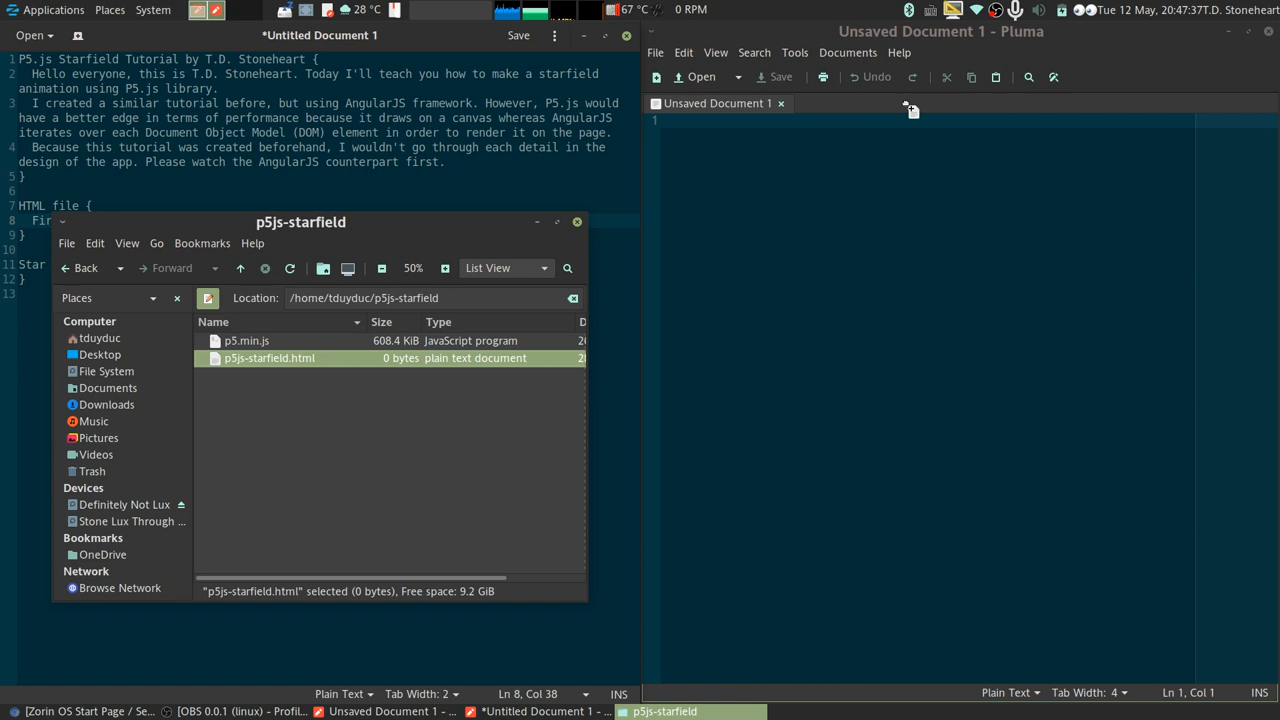 Applications Places System 28 °C 67 °C 0 RPM Tue 12 May, 20:47:37 T.D. Stoneheart
Open *Untitled Document 1 Save
1 P5.js Starfield Tutorial by T.D. Stoneheart {
2 Hello everyone, this is T.D. Stoneheart. Today I'll teach you how to make a starfield
animation using P5.js library.
3 I created a similar tutorial before, but using AngularJS framework. However, P5.js would
have a better edge in terms of performance because it draws on a canvas whereas AngularJS
iterates over each Document Object Model (DOM) element in order to render it on the page.
4 Because this tutorial was created beforehand, I wouldn't go through each detail in the
design of the app. Please watch the AngularJS counterpart first.
5 }
6
7 HTML file {
8 Fir
9 }
10
11 Star
12 }
13
p5js-starfield
File Edit View Go Bookmarks Help
Back Forward 50% List View
Places Location: /home/tduyduc/p5js-starfield
Name Size Type D
p5.min.js 608.4 KiB JavaScript program 20
p5js-starfield.html 0 bytes plain text document 20
Computer
tduyduc
Desktop
File System
Documents
Downloads
Music
Pictures
Videos
Trash
Devices
Definitely Not Lux
Stone Lux Through ...
Bookmarks
OneDrive
Network
Browse Network
"p5js-starfield.html" selected (0 bytes), Free space: 9.2 GiB
Plain Text Tab Width: 2 Ln 8, Col 38 INS
Unsaved Document 1 - Pluma
File Edit View Search Tools Documents Help
Open Save Undo
Unsaved Document 1
1
Plain Text Tab Width: 4 Ln 1, Col 1 INS
[Zorin OS Start Page / Se... [OBS 0.0.1 (linux) - Profil... Unsaved Document 1 - ... *Untitled Document 1 - ... p5js-starfield